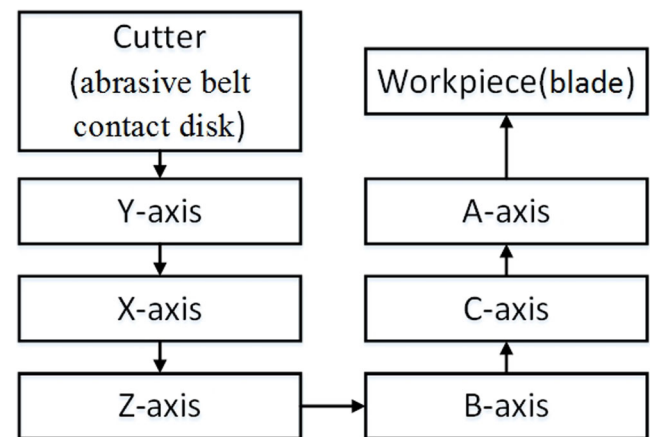 Cutter
(abrasive belt
contact disk)
Y-axis
X-axis
Z-axis
B-axis
C-axis
A-axis
Workpiece(blade)